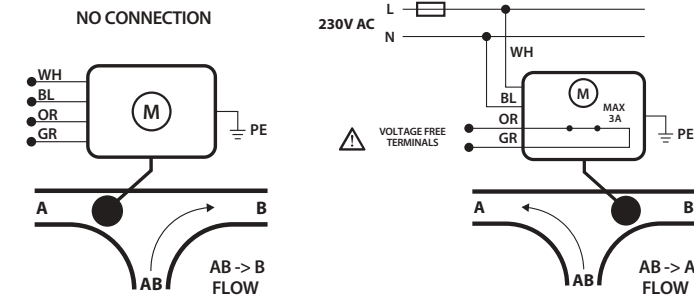 NO CONNECTION
WH
BL
OR
GR
M
PE
A
B
AB
AB -> B
FLOW
230V AC
L
N
WH
BL
OR
GR
M
MAX
3A
PE
VOLTAGE FREE
TERMINALS
A
B
AB
AB -> A
FLOW